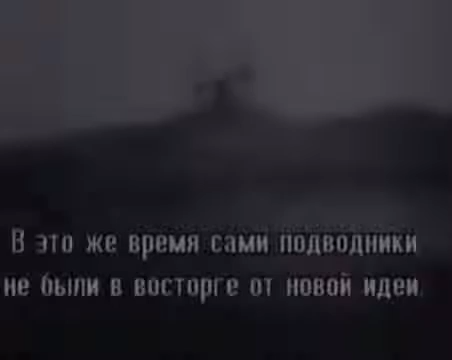 В это же время сами подводники
не были в восторге от новой идеи.